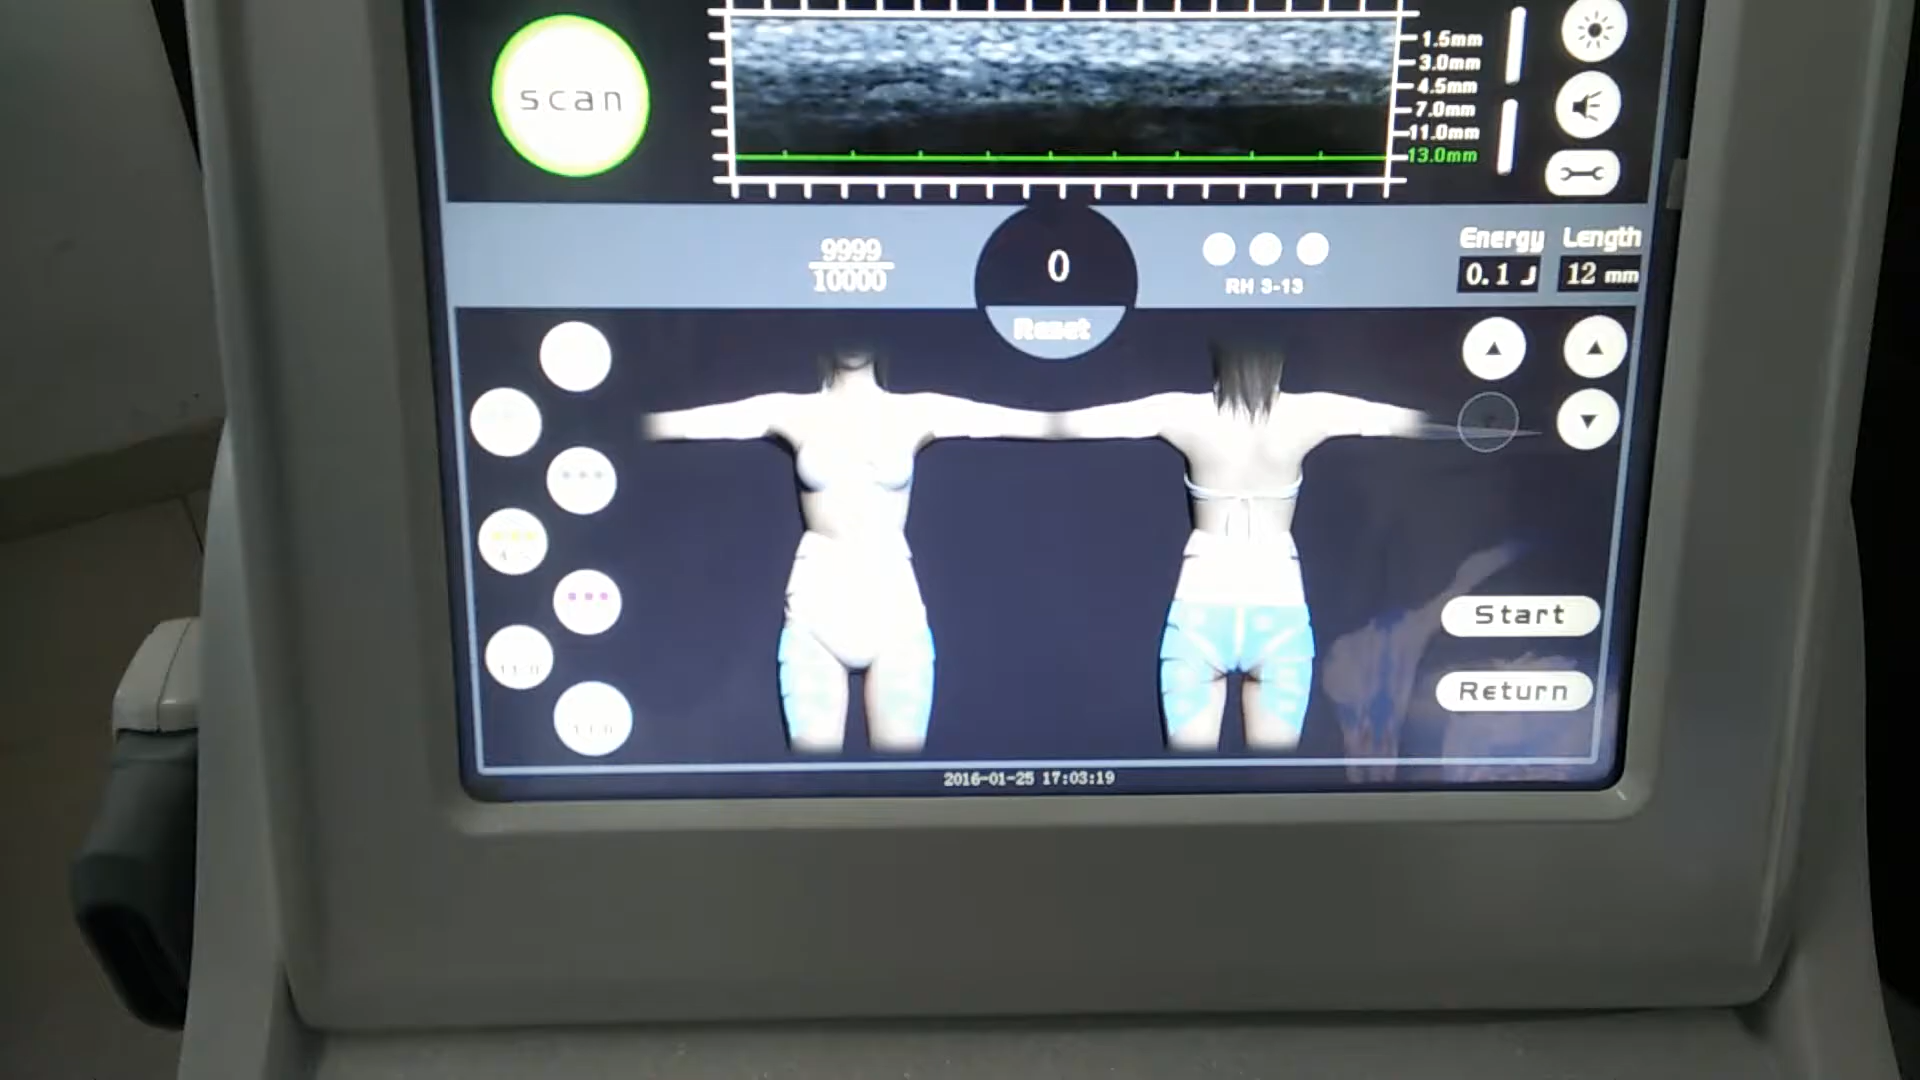 scan
1.5mm
3.0mm
4.5mm
7.0mm
11.0mm
13.0mm
9999
10000
0
Reset
RH 3-13
Energy Length
0.1 J 12 mm
Start
Return
2016-01-25 17:03:19